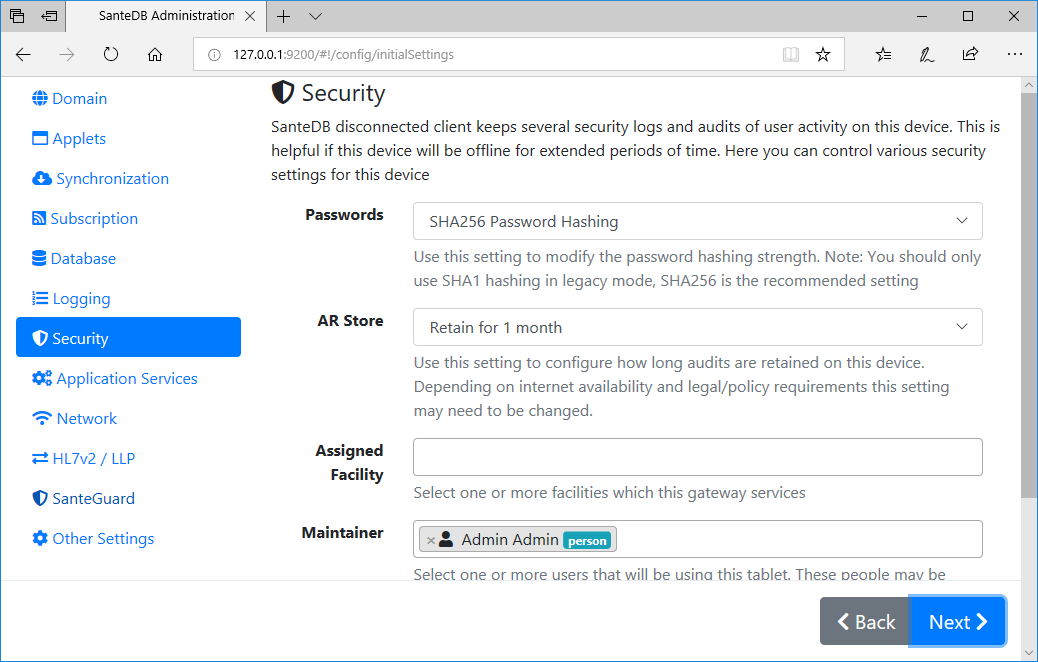 SanteDB Administration
127.0.0.1:9200/#!/config/initialSettings
Domain
Applets
Synchronization
Subscription
Database
Logging
Security
Application Services
Network
HL7v2 / LLP
SanteGuard
Other Settings
Security
SanteDB disconnected client keeps several security logs and audits of user activity on this device. This is
helpful if this device will be offline for extended periods of time. Here you can control various security
settings for this device
Passwords
SHA256 Password Hashing
Use this setting to modify the password hashing strength. Note: You should only
use SHA1 hashing in legacy mode, SHA256 is the recommended setting
AR Store
Retain for 1 month
Use this setting to configure how long audits are retained on this device.
Depending on internet availability and legal/policy requirements this setting
may need to be changed.
Assigned
Facility
Select one or more facilities which this gateway services
Maintainer
× Admin Admin person
Select one or more users that will be using this tablet. These people may be
Back
Next